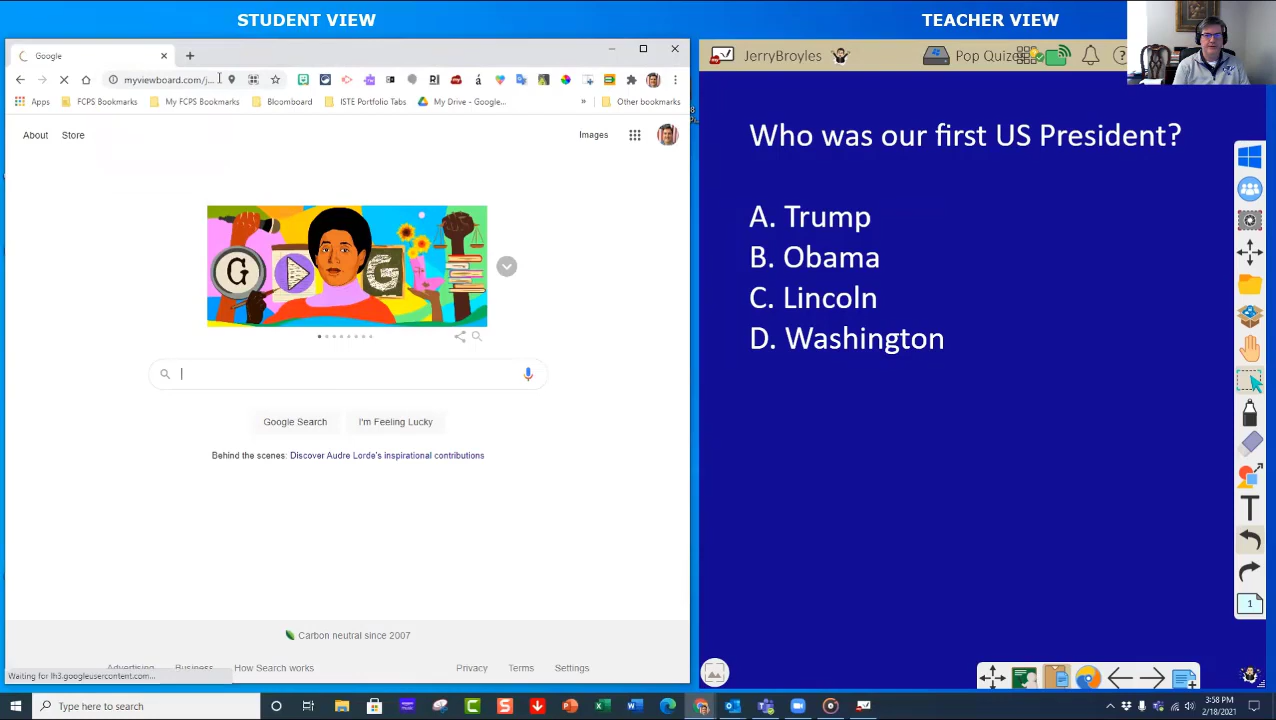 STUDENT VIEW
TEACHER VIEW
Google
myviewboard.com/j...
Apps
FCPS Bookmarks
My FCPS Bookmarks
Bloomboard
ISTE Portfolio Tabs
My Drive - Google...
»
Other bookmarks
About
Store
Images
G
G
Google Search
I'm Feeling Lucky
Behind the scenes: Discover Audre Lorde's inspirational contributions
Carbon neutral since 2007
Advertising
Business
How Search works
Privacy
Terms
Settings
Waiting for lh3.googleusercontent.com...
JerryBroyles
Pop Quiz
Who was our first US President?
A. Trump
B. Obama
C. Lincoln
D. Washington
T
1
Type here to search
3:58 PM
2/18/2021